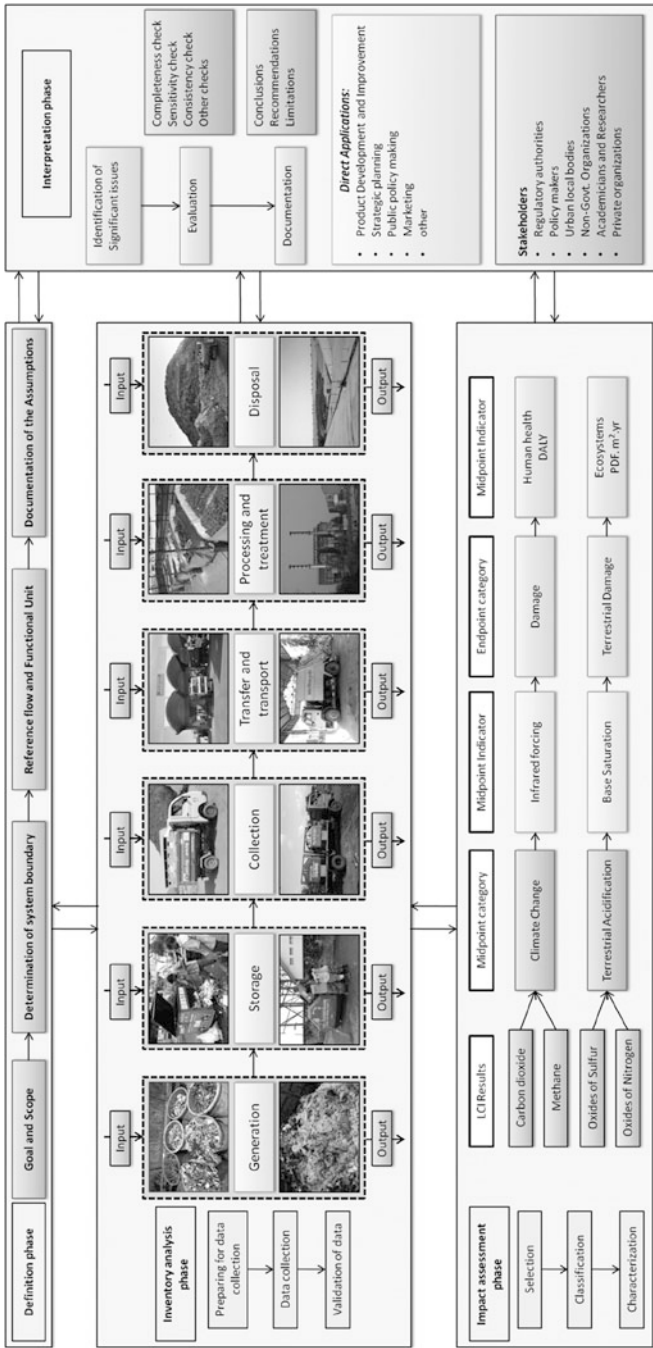 Definition phase
Goal and Scope
Determination of system boundary
Reference flow and Functional Unit
Documentation of the Assumptions
Inventory analysis
phase
Preparing for data
collection
Data collection
Validation of data
Input
Generation
Output
Input
Storage
Output
Input
Collection
Output
Input
Transfer and
transport
Output
Input
Processing and
treatment
Output
Input
Disposal
Output
Impact assessment
phase
Selection
Classification
Characterization
LCI Results
Carbon dioxide
Methane
Oxides of Sulfur
Oxides of Nitrogen
Midpoint category
Climate Change
Terrestrial Acidification
Midpoint Indicator
Infrared forcing
Base Saturation
Endpoint category
Damage
Terrestrial Damage
Midpoint Indicator
Human health
DALY
Ecosystems
PDF. m².yr
Interpretation phase
Identification of
Significant issues
Evaluation
Documentation
Completeness check
Sensitivity check
Consistency check
Other checks
Conclusions
Recommendations
Limitations
Direct Applications:
• Product Development and Improvement
• Strategic planning
• Public policy making
• Marketing
• other
Stakeholders
• Regulatory authorities
• Policy makers
• Urban local bodies
• Non-Govt. Organizations
• Academicians and Researchers
• Private organizations